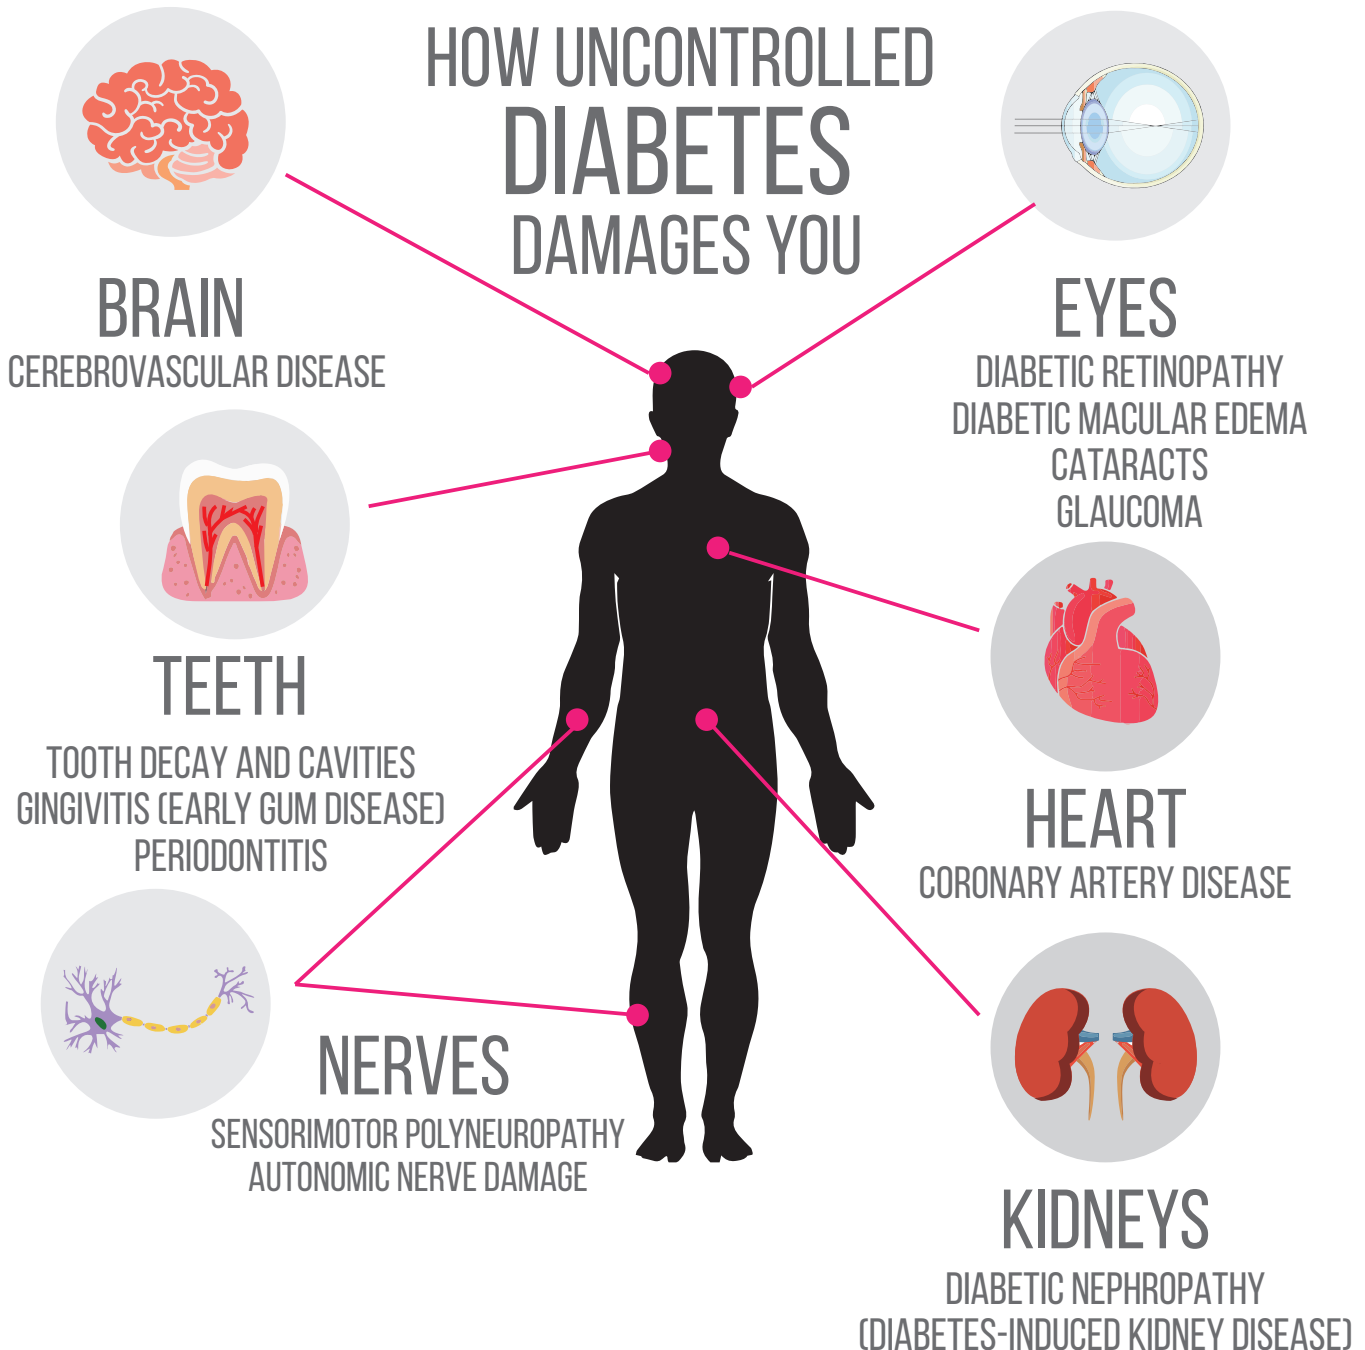 HOW UNCONTROLLED
DIABETES
DAMAGES YOU
BRAIN
CEREBROVASCULAR DISEASE
EYES
DIABETIC RETINOPATHY
DIABETIC MACULAR EDEMA
CATARACTS
GLAUCOMA
TEETH
TOOTH DECAY AND CAVITIES
GINGIVITIS (EARLY GUM DISEASE)
PERIODONTITIS
HEART
CORONARY ARTERY DISEASE
NERVES
SENSORIMOTOR POLYNEUROPATHY
AUTONOMIC NERVE DAMAGE
KIDNEYS
DIABETIC NEPHROPATHY
(DIABETES-INDUCED KIDNEY DISEASE)